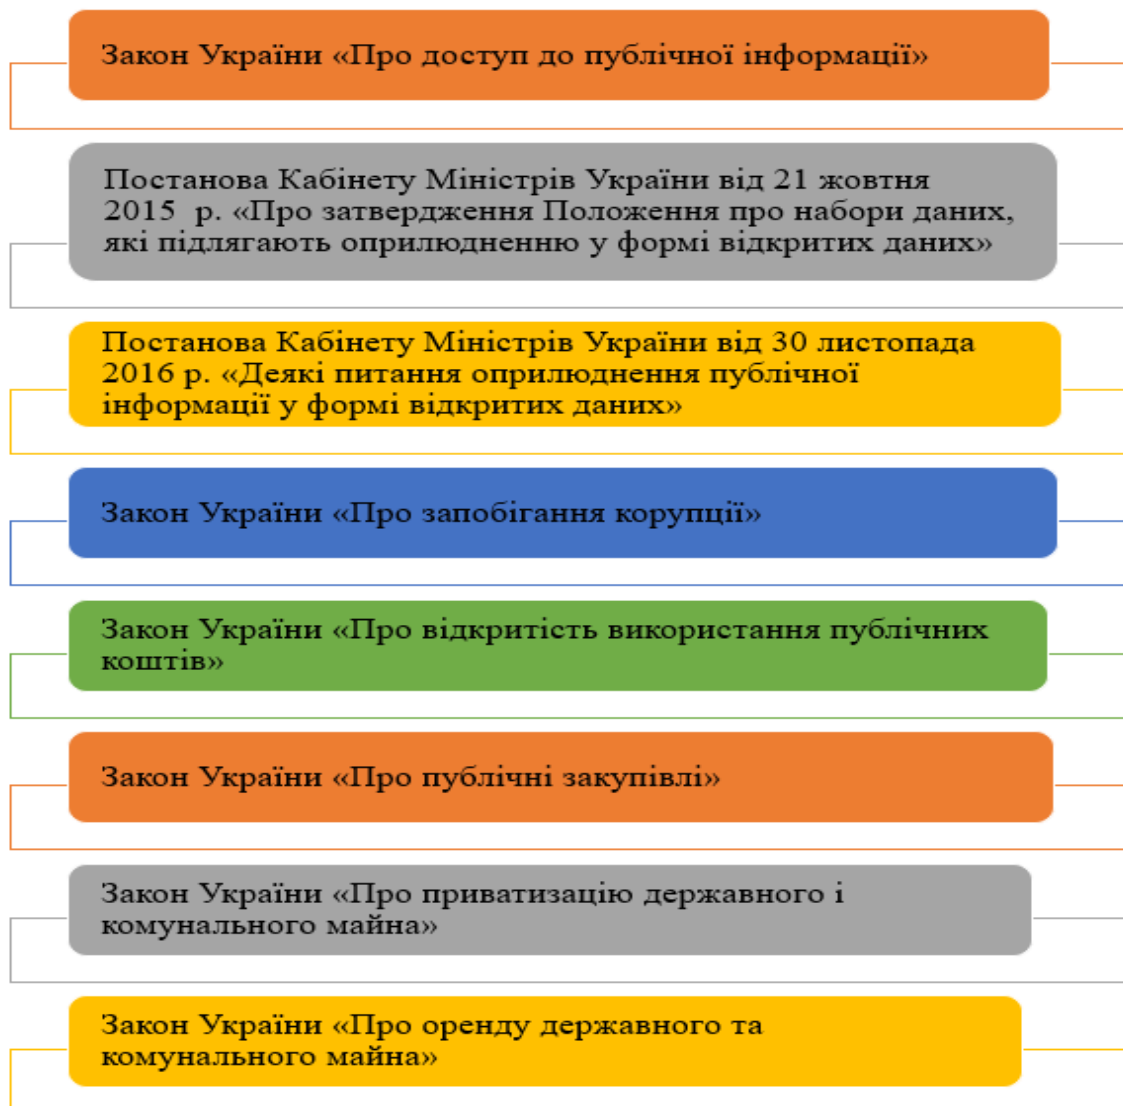 Закон України «Про доступ до публічної інформації»
Постанова Кабінету Міністрів України від 21 жовтня
2015 р. «Про затвердження Положення про набори даних,
які підлягають оприлюдненню у формі відкритих даних»
Постанова Кабінету Міністрів України від 30 листопада
2016 р. «Деякі питання оприлюднення публічної
інформації у формі відкритих даних»
Закон України «Про запобігання корупції»
Закон України «Про відкритість використання публічних
коштів»
Закон України «Про публічні закупівлі»
Закон України «Про приватизацію державного і
комунального майна»
Закон України «Про оренду державного та
комунального майна»